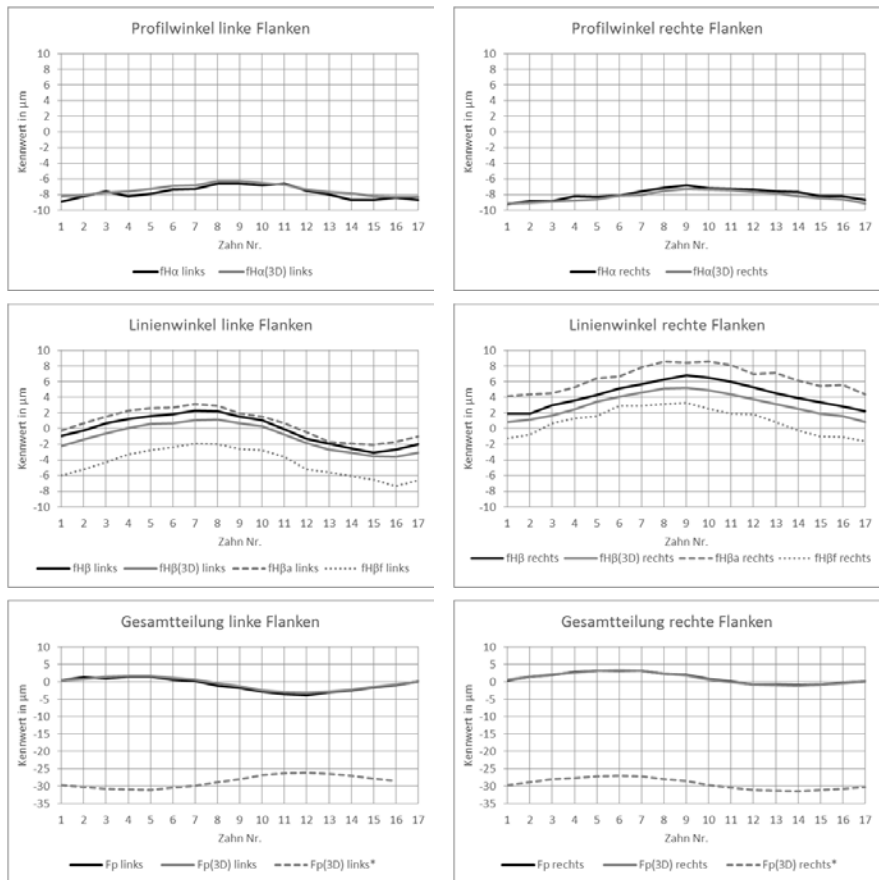 Profilwinkel linke Flanken
Kennwert in µm
10
8
6
4
2
0
-2
-4
-6
-8
-10
1 2 3 4 5 6 7 8 9 10 11 12 13 14 15 16 17
Zahn Nr.
fHα links fHα(3D) links
Profilwinkel rechte Flanken
Kennwert in µm
10
8
6
4
2
0
-2
-4
-6
-8
-10
1 2 3 4 5 6 7 8 9 10 11 12 13 14 15 16 17
Zahn Nr.
fHα rechts fHα(3D) rechts
Linienwinkel linke Flanken
Kennwert in µm
10
8
6
4
2
0
-2
-4
-6
-8
-10
1 2 3 4 5 6 7 8 9 10 11 12 13 14 15 16 17
Zahn Nr.
fHβ links fHβ(3D) links fHβa links fHβf links
Linienwinkel rechte Flanken
Kennwert in µm
10
8
6
4
2
0
-2
-4
-6
-8
-10
1 2 3 4 5 6 7 8 9 10 11 12 13 14 15 16 17
Zahn Nr.
fHβ rechts fHβ(3D) rechts fHβa rechts fHβf rechts
Gesamtteilung linke Flanken
Kennwert in µm
10
5
0
-5
-10
-15
-20
-25
-30
-35
1 2 3 4 5 6 7 8 9 10 11 12 13 14 15 16 17
Zahn Nr.
Fp links Fp(3D) links Fp(3D) links*
Gesamtteilung rechte Flanken
Kennwert in µm
10
5
0
-5
-10
-15
-20
-25
-30
-35
1 2 3 4 5 6 7 8 9 10 11 12 13 14 15 16 17
Zahn Nr.
Fp rechts Fp(3D) rechts Fp(3D) rechts*